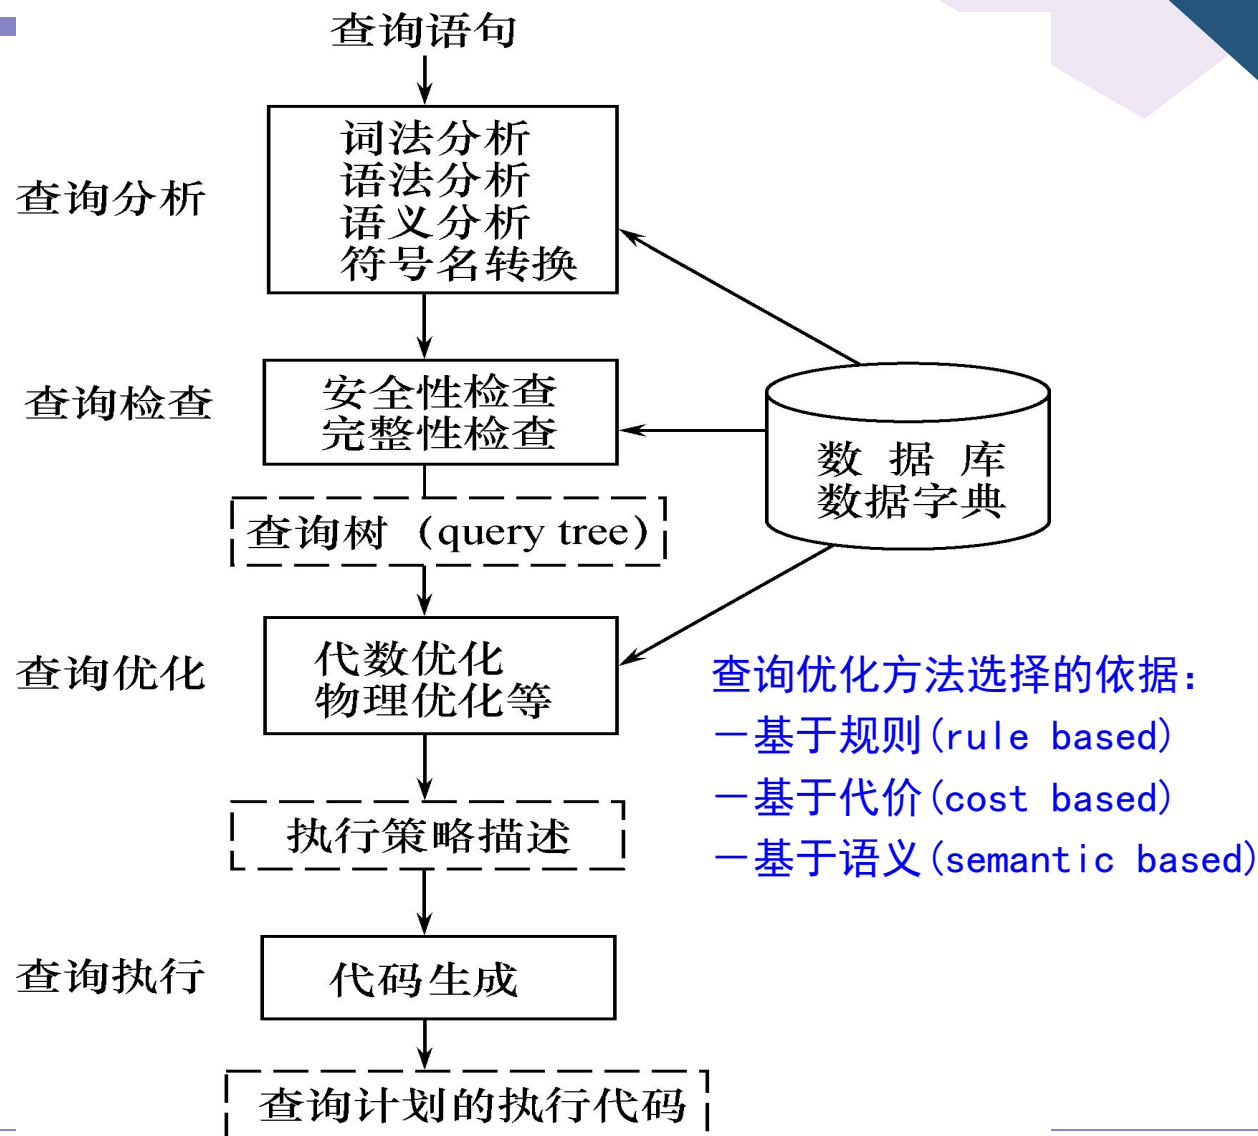 查询语句
查询分析
词法分析
语法分析
语义分析
符号名转换
查询检查
安全性检查
完整性检查
数 据 库
数据字典
查询树 (query tree)
查询优化
代数优化
物理优化等
查询优化方法选择的依据:
－基于规则(rule based)
－基于代价(cost based)
－基于语义(semantic based)
执行策略描述
查询执行
代码生成
查询计划的执行代码